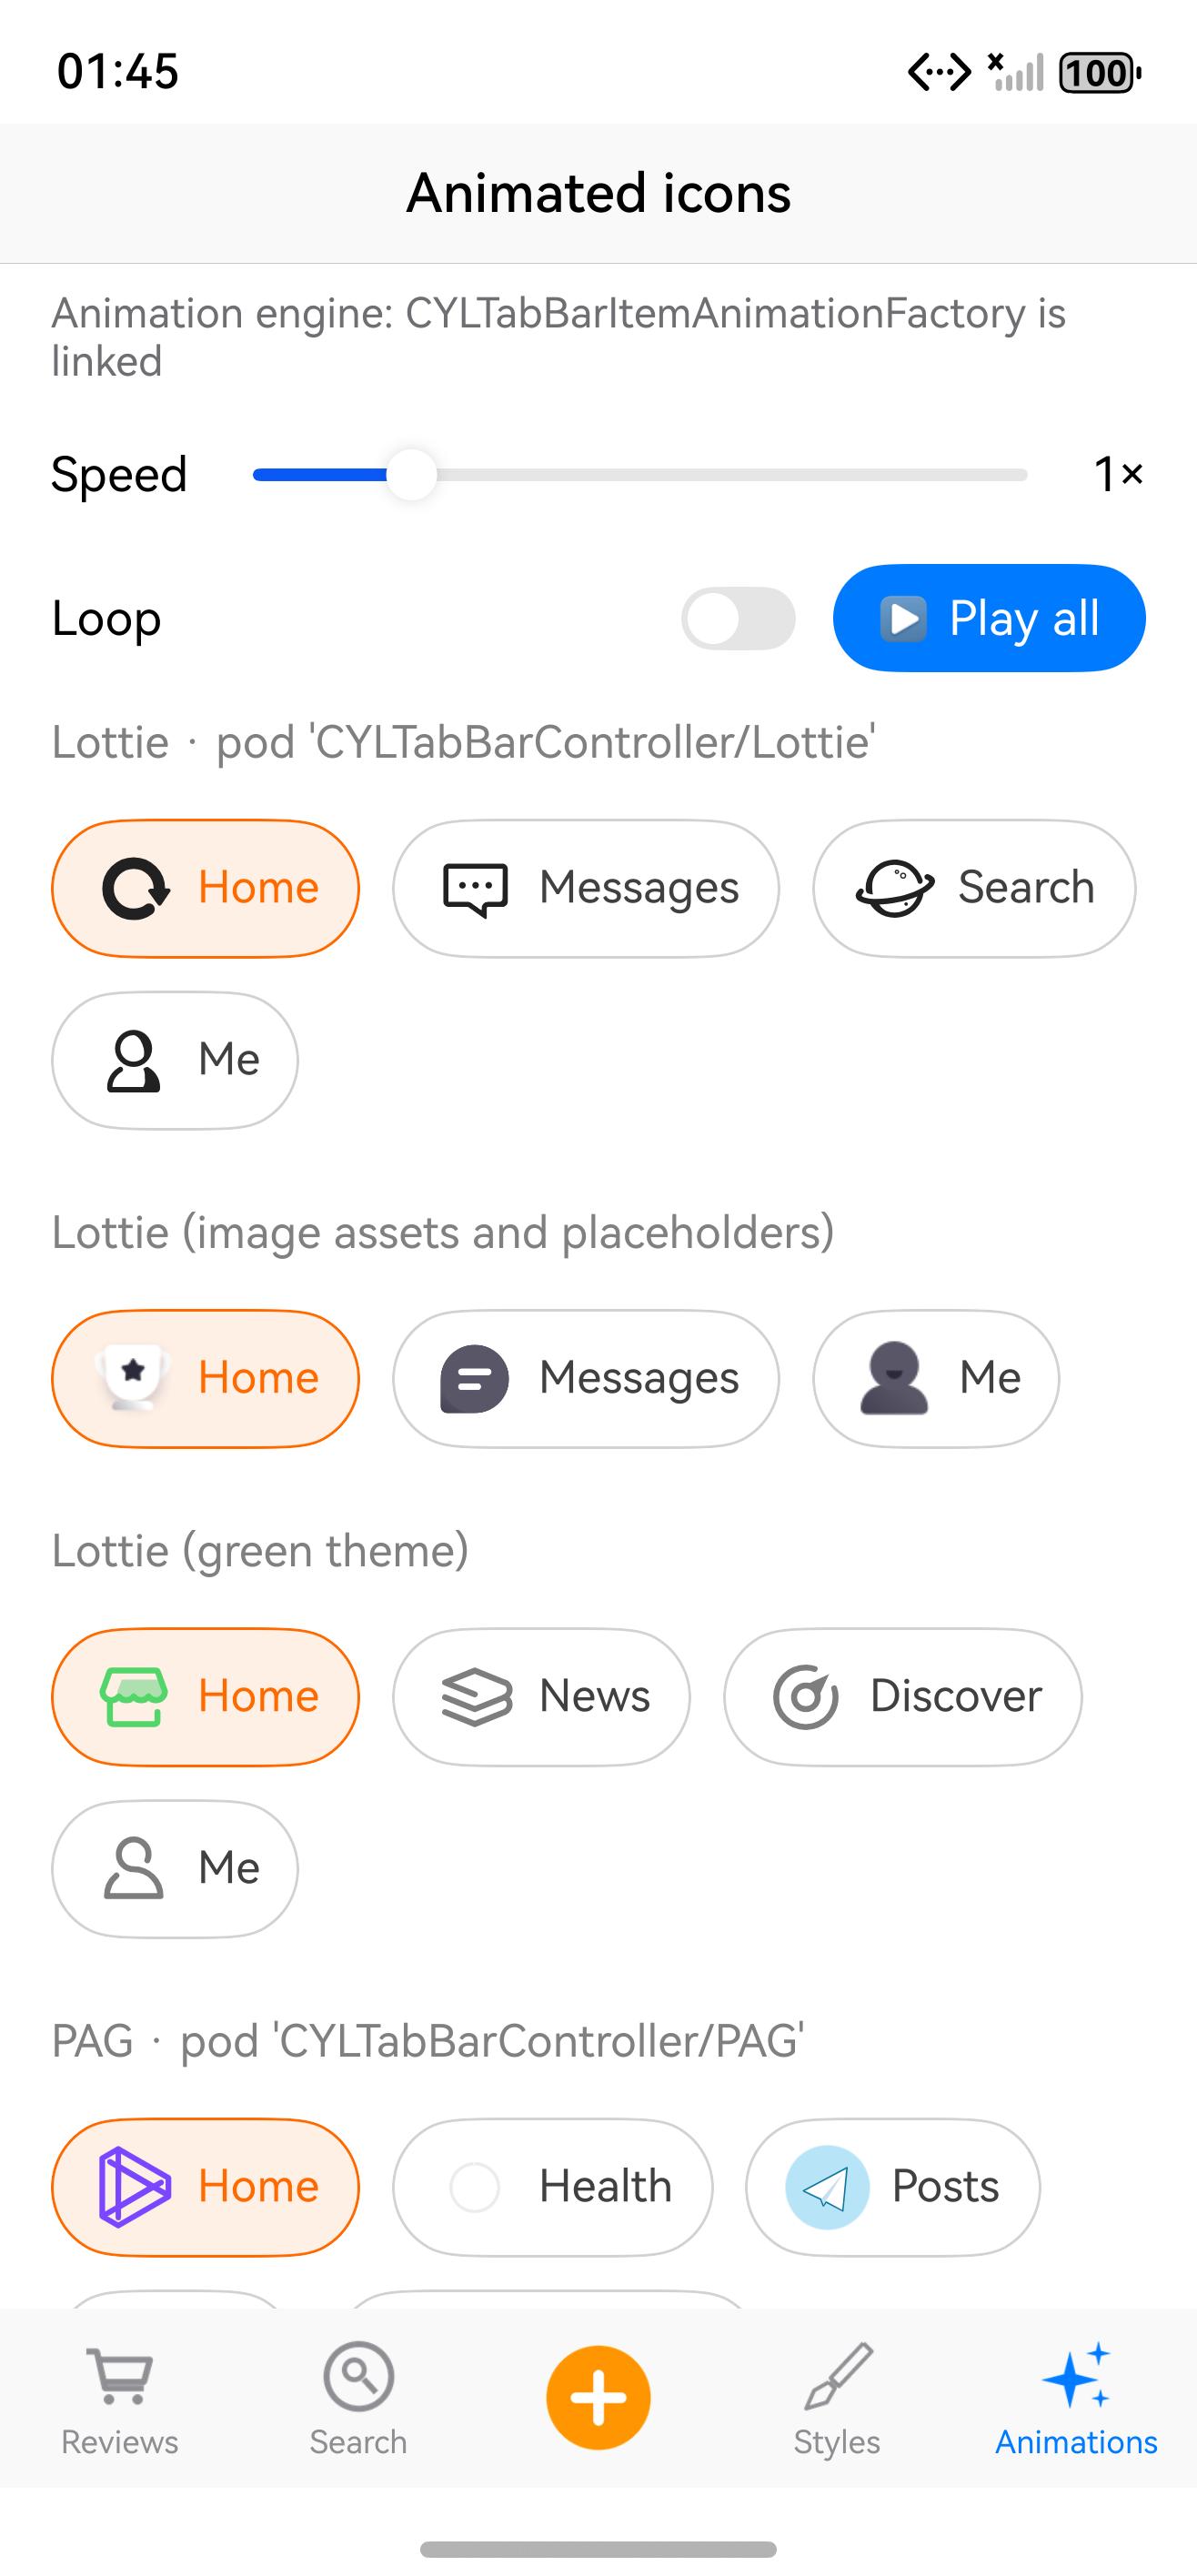 01:45
100
Animated icons
Animation engine: CYLTabBarItemAnimationFactory is
linked
Speed
1×
Loop
Play all
Lottie · pod 'CYLTabBarController/Lottie'
Home
Messages
Search
Me
Lottie (image assets and placeholders)
Home
Messages
Me
Lottie (green theme)
Home
News
Discover
Me
PAG · pod 'CYLTabBarController/PAG'
Home
Health
Posts
Reviews
Search
Styles
Animations